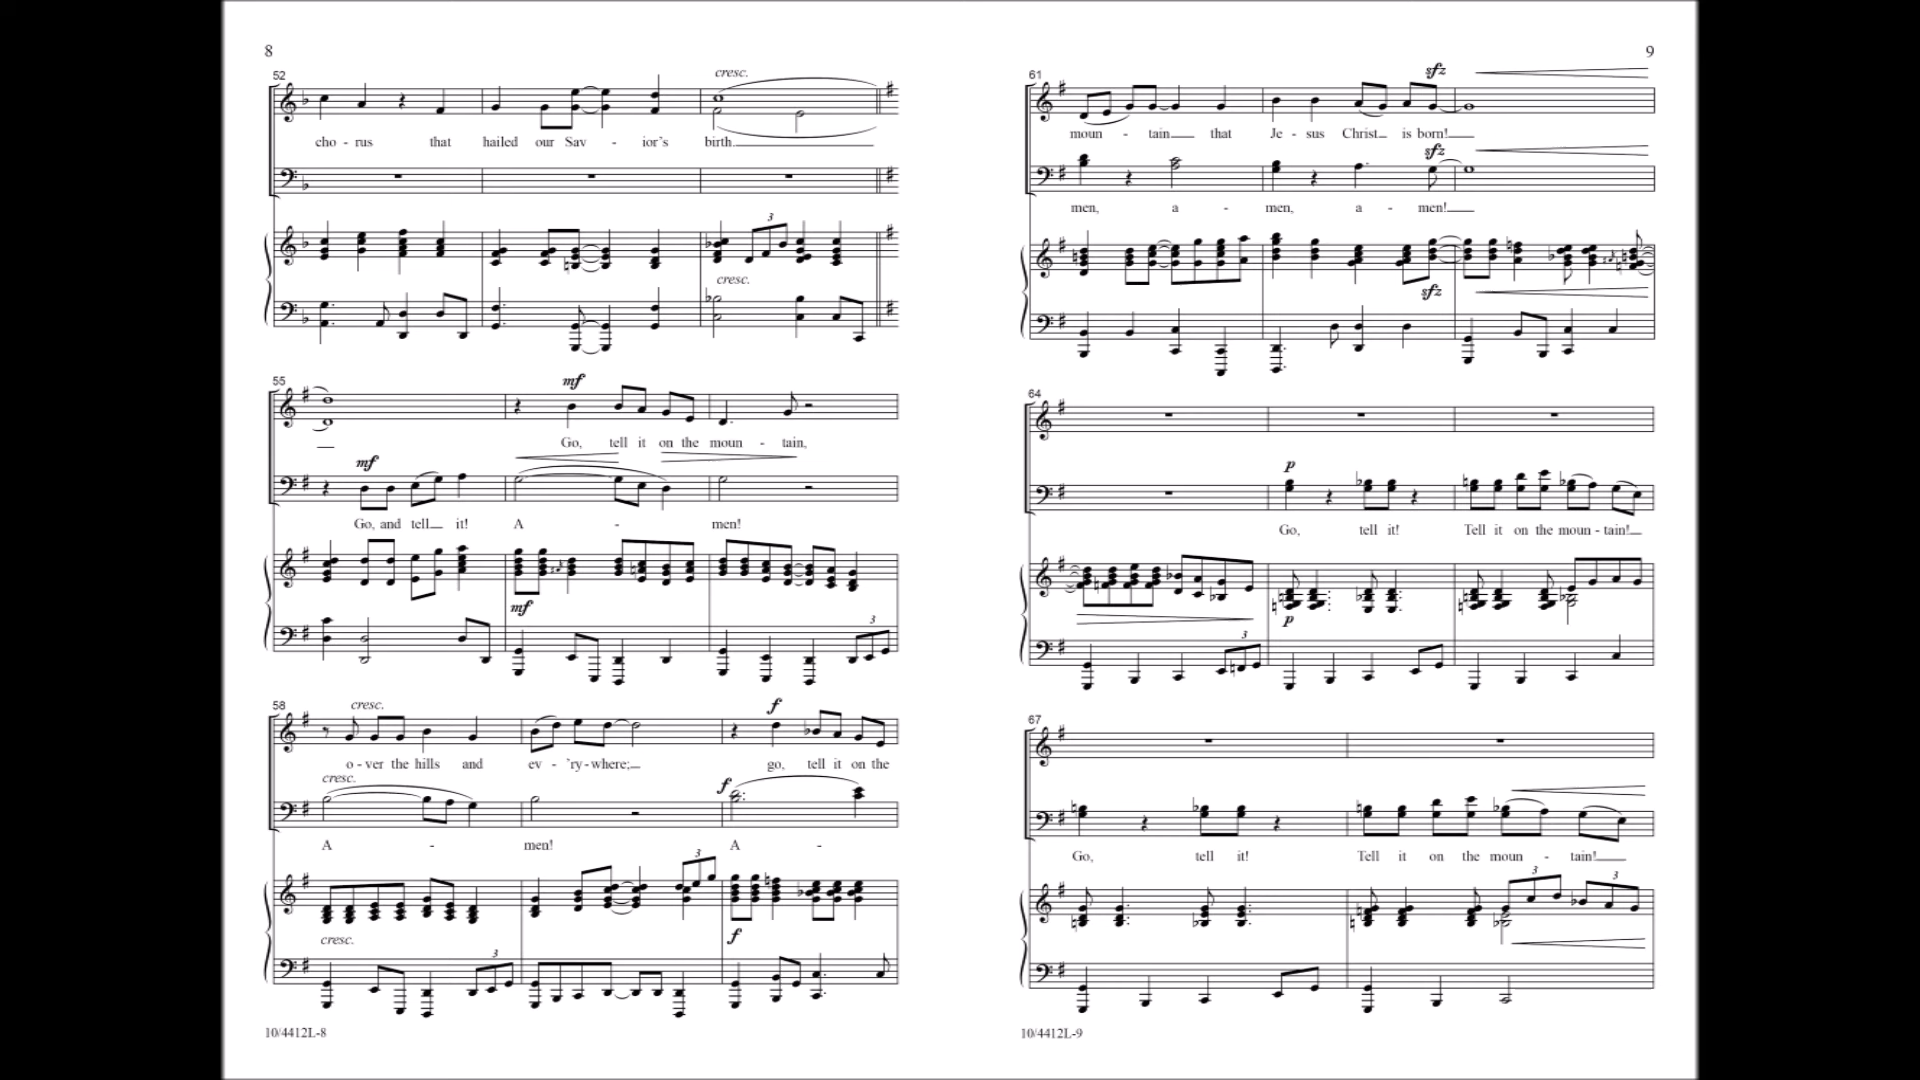 8
52
cresc.
cho - rus that hailed our Sav - ior's birth.
3
cresc.
55
mf
Go, tell it on the moun - tain,
mf
Go, and tell it! A - men!
mf
3
58
cresc.
f
o - ver the hills and ev - 'ry - where; go, tell it on the
cresc.
f
A - men! A -
3
cresc.
f
3
10/4412L-8
9
61
sfz
moun - tain that Je - sus Christ is born!
sfz
men, a - men, a - men!
sfz
64
p
Go, tell it! Tell it on the moun - tain!
p
3
67
Go, tell it! Tell it on the moun - tain!
3 3
10/4412L-9